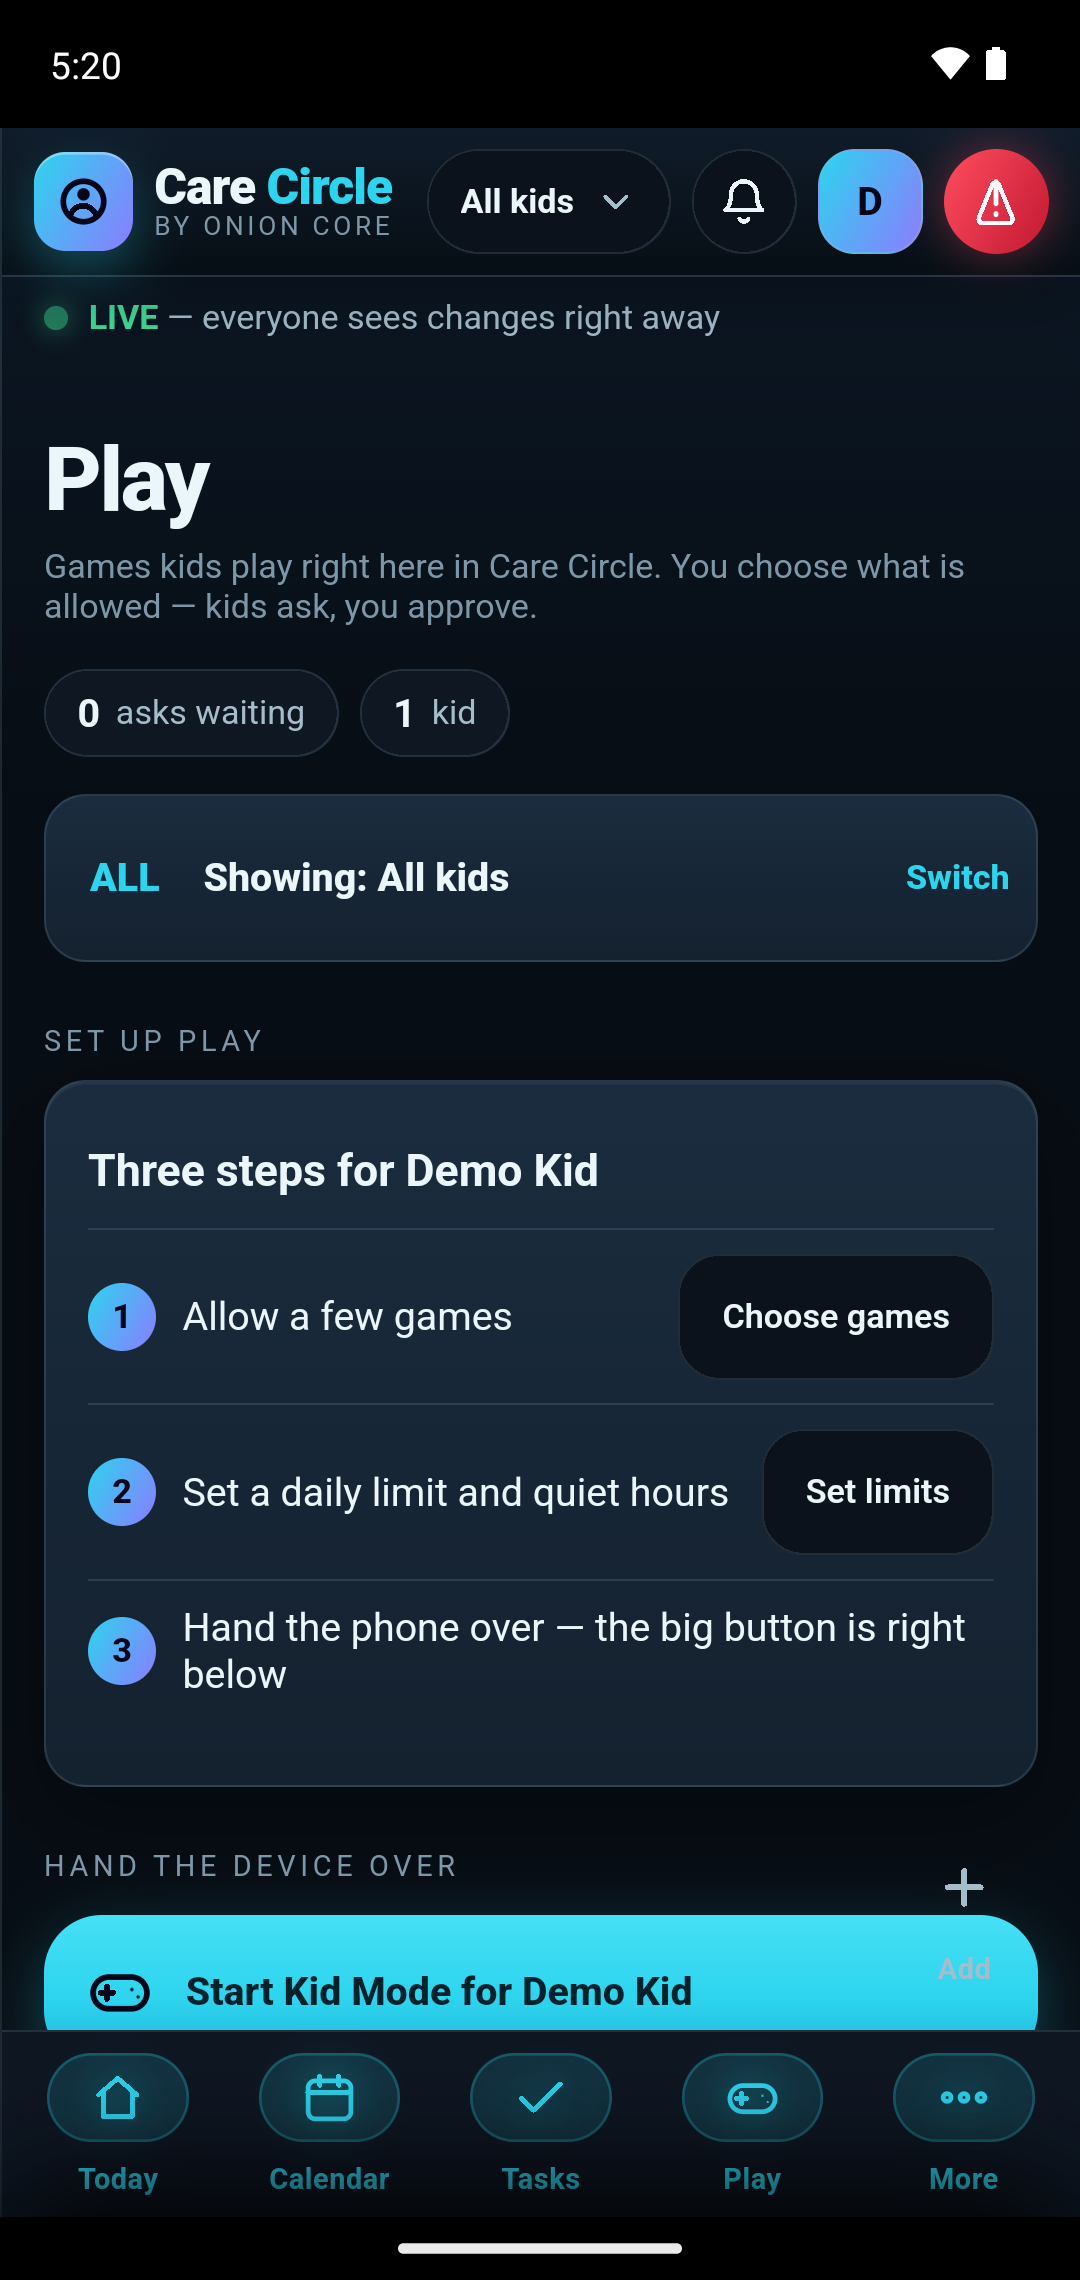 5:20
Care Circle
BY ONION CORE
All kids
D
LIVE — everyone sees changes right away
Play
Games kids play right here in Care Circle. You choose what is
allowed — kids ask, you approve.
0 asks waiting
1 kid
ALL Showing: All kids Switch
SET UP PLAY
Three steps for Demo Kid
1 Allow a few games Choose games
2 Set a daily limit and quiet hours Set limits
3 Hand the phone over — the big button is right
below
HAND THE DEVICE OVER
Add
Start Kid Mode for Demo Kid
Today
Calendar
Tasks
Play
More